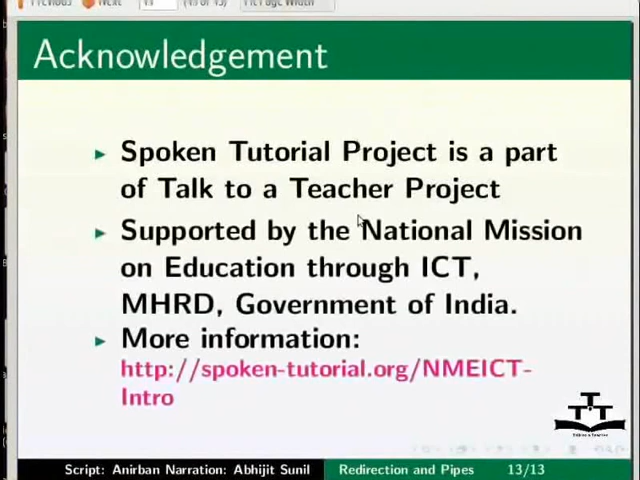 Previous Next
Acknowledgement
Spoken Tutorial Project is a part
of Talk to a Teacher Project
Supported by the National Mission
on Education through ICT,
MHRD, Government of India.
More information:
http://spoken-tutorial.org/NMEICT-
Intro
Script: Anirban Narration: Abhijit Sunil Redirection and Pipes 13/13